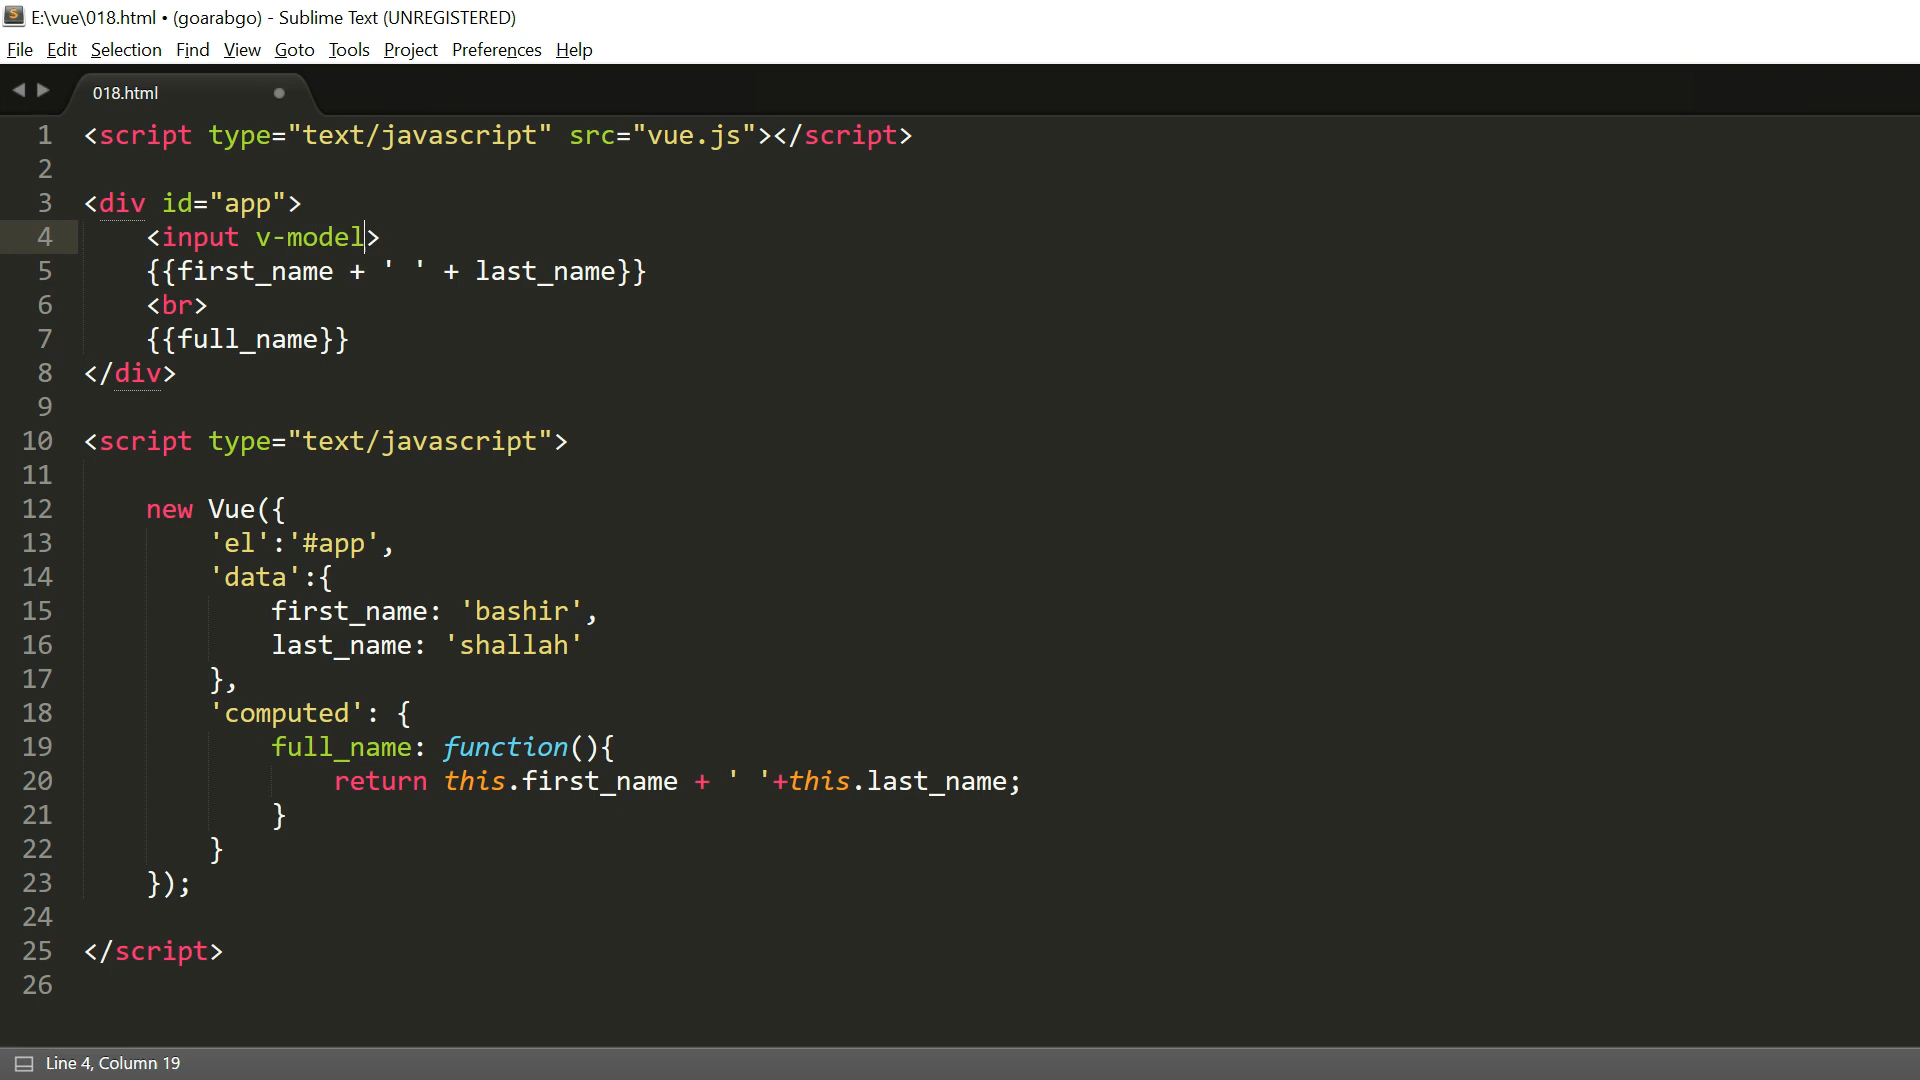 E:\vue\018.html • (goarabgo) - Sublime Text (UNREGISTERED)
File Edit Selection Find View Goto Tools Project Preferences Help
018.html
1 <script type="text/javascript" src="vue.js"></script>
2
3 <div id="app">
4 <input v-model>
5 {{first_name + ' ' + last_name}}
6 <br>
7 {{full_name}}
8 </div>
9
10 <script type="text/javascript">
11
12 new Vue({
13 'el':'#app',
14 'data':{
15 first_name: 'bashir',
16 last_name: 'shallah'
17 },
18 'computed': {
19 full_name: function(){
20 return this.first_name + ' '+this.last_name;
21 }
22 }
23 });
24
25 </script>
26
Line 4, Column 19